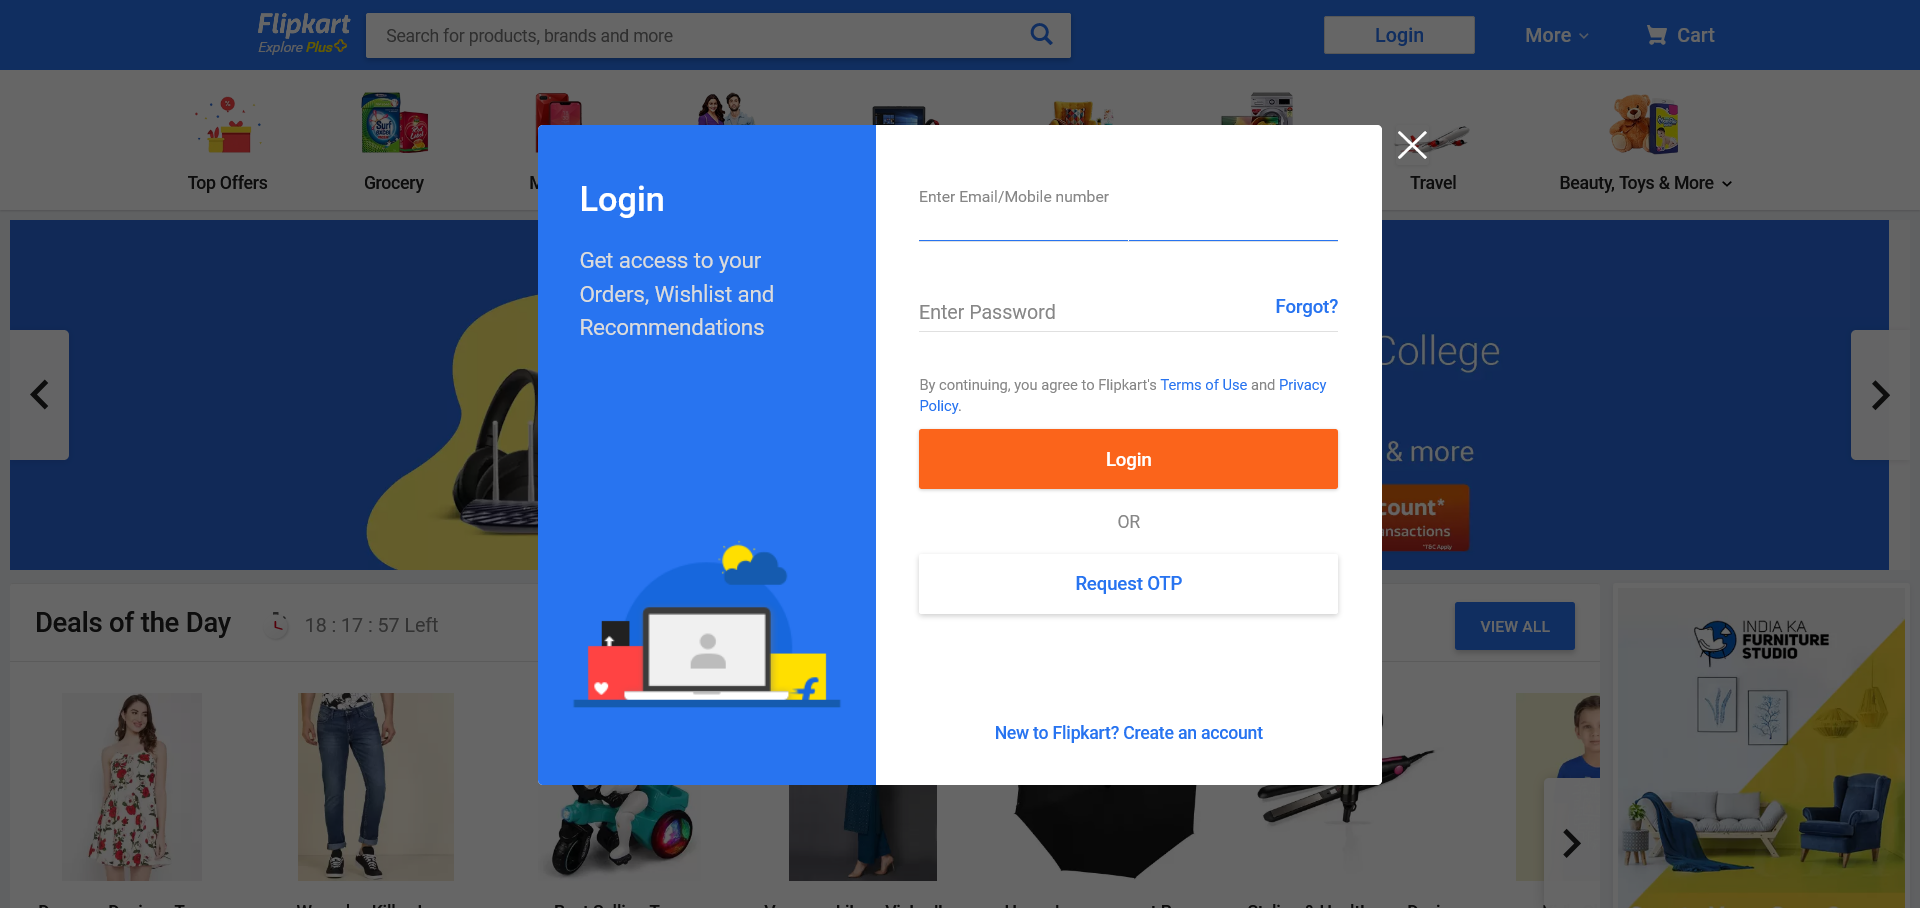 Flipkart
Explore Plus
Search for products, brands and more
Login
More
Cart
Top Offers
Grocery
Travel
Beauty, Toys & More
Login
Get access to your
Orders, Wishlist and
Recommendations
Enter Email/Mobile number
Enter Password
Forgot?
By continuing, you agree to Flipkart's Terms of Use and Privacy
Policy.
Login
OR
Request OTP
New to Flipkart? Create an account
College
& more
*T&C Apply
Deals of the Day
18 : 17 : 57 Left
VIEW ALL
INDIA KA
FURNITURE
STUDIO